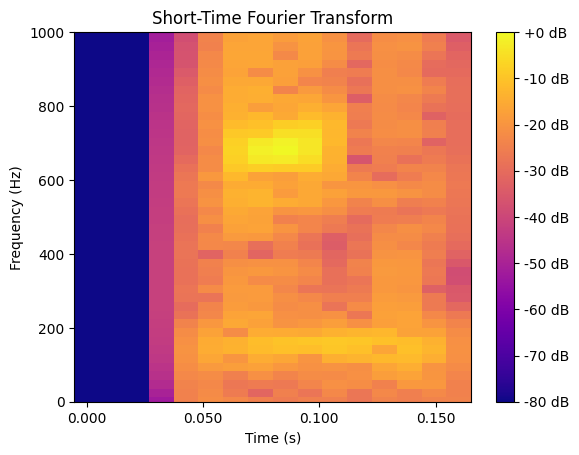 Short-Time Fourier Transform
1000
800
600
400
200
0
Frequency (Hz)
0.000
0.050
0.100
0.150
Time (s)
+0 dB
-10 dB
-20 dB
-30 dB
-40 dB
-50 dB
-60 dB
-70 dB
-80 dB